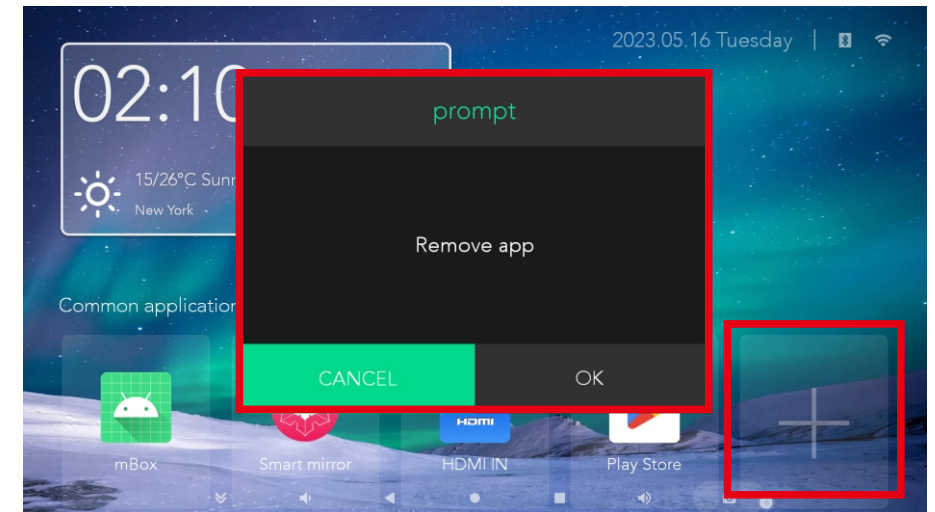 2023.05.16 Tuesday
02:10
prompt
15/26°C Sunn
New York
Remove app
Common application
CANCEL
OK
HDMI
mBox
Smart mirror
HDMI IN
Play Store